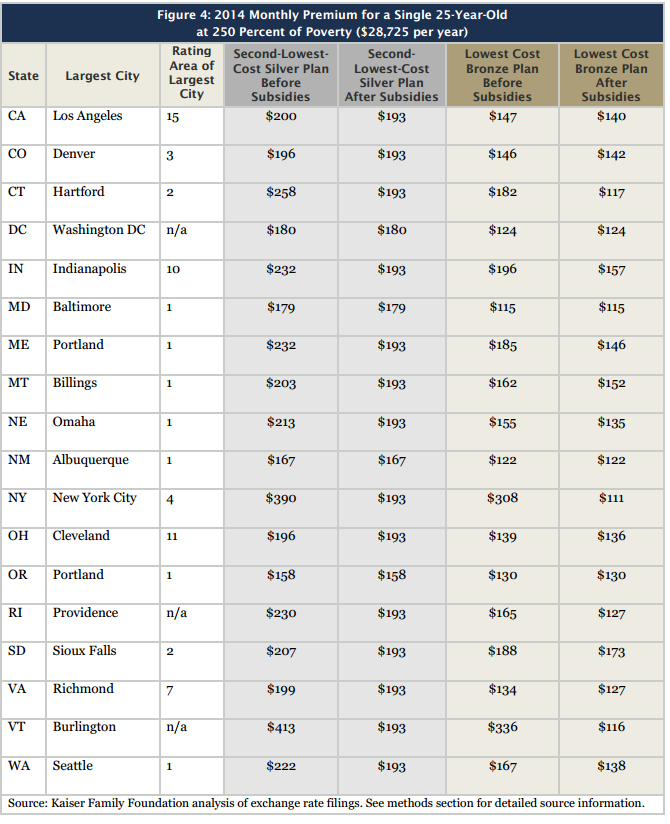 Figure 4: 2014 Monthly Premium for a Single 25-Year-Old
at 250 Percent of Poverty ($28,725 per year)
State Largest City Rating Area of Largest City Second-Lowest-Cost Silver Plan Before Subsidies Second-Lowest-Cost Silver Plan After Subsidies Lowest Cost Bronze Plan Before Subsidies Lowest Cost Bronze Plan After Subsidies
CA Los Angeles 15 $200 $193 $147 $140
CO Denver 3 $196 $193 $146 $142
CT Hartford 2 $258 $193 $182 $117
DC Washington DC n/a $180 $180 $124 $124
IN Indianapolis 10 $232 $193 $196 $157
MD Baltimore 1 $179 $179 $115 $115
ME Portland 1 $232 $193 $185 $146
MT Billings 1 $203 $193 $162 $152
NE Omaha 1 $213 $193 $155 $135
NM Albuquerque 1 $167 $167 $122 $122
NY New York City 4 $390 $193 $308 $111
OH Cleveland 11 $196 $193 $139 $136
OR Portland 1 $158 $158 $130 $130
RI Providence n/a $230 $193 $165 $127
SD Sioux Falls 2 $207 $193 $188 $173
VA Richmond 7 $199 $193 $134 $127
VT Burlington n/a $413 $193 $336 $116
WA Seattle 1 $222 $193 $167 $138
Source: Kaiser Family Foundation analysis of exchange rate filings. See methods section for detailed source information.